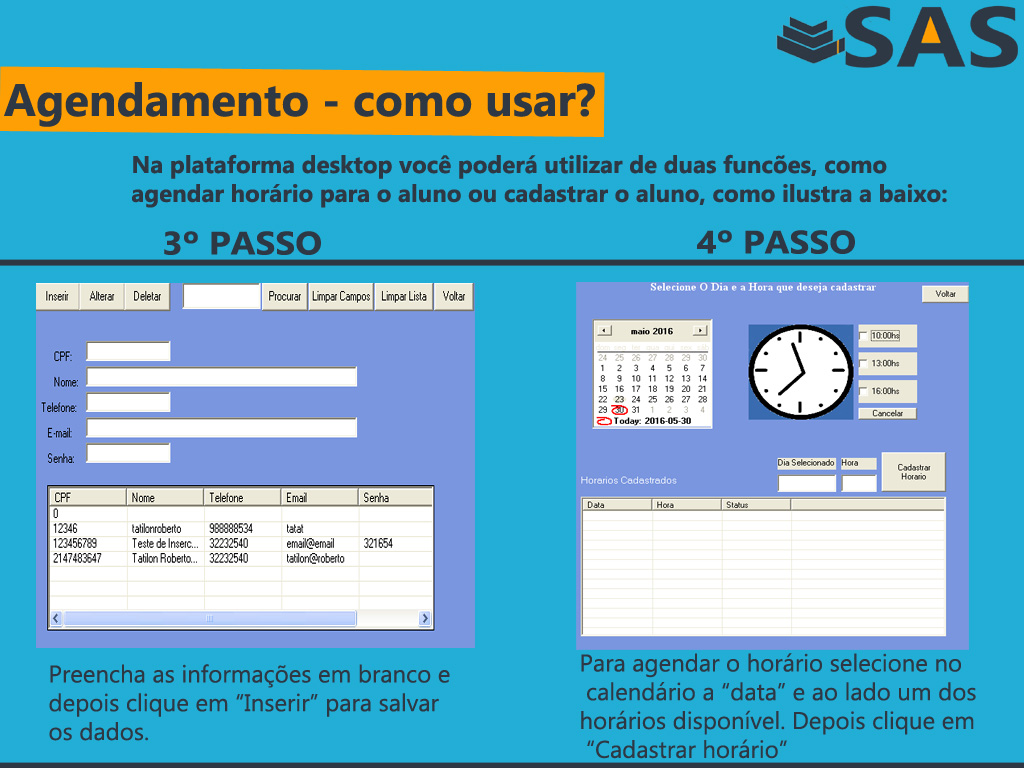 SAS
Agendamento - como usar?
Na plataforma desktop você poderá utilizar de duas funcões, como
agendar horário para o aluno ou cadastrar o aluno, como ilustra a baixo:
3º PASSO
Inserir Alterar Deletar Procurar Limpar Campos Limpar Lista Voltar
CPF:
Nome:
Telefone:
E-mail:
Senha:
CPF Nome Telefone Email Senha
0
12346 tatilonroberto 988888534 tatat
123456789 Teste de Inserc... 32232540 email@email 321654
2147483647 Tatilon Roberto... 32232540 tatilon@roberto
Preencha as informações em branco e
depois clique em “Inserir” para salvar
os dados.
4º PASSO
Selecione O Dia e a Hora que deseja cadastrar
Voltar
maio 2016
24 25 26 27 28 29 30
1 2 3 4 5 6 7
8 9 10 11 12 13 14
15 16 17 18 19 20 21
22 23 24 25 26 27 28
29 30 31 1 2 3 4
Today: 2016-05-30
10:00hs
13:00hs
16:00hs
Cancelar
Dia Selecionado Hora
Cadastrar
Horario
Horarios Cadastrados
Data Hora Status
Para agendar o horário selecione no
calendário a “data” e ao lado um dos
horários disponível. Depois clique em
“Cadastrar horário”